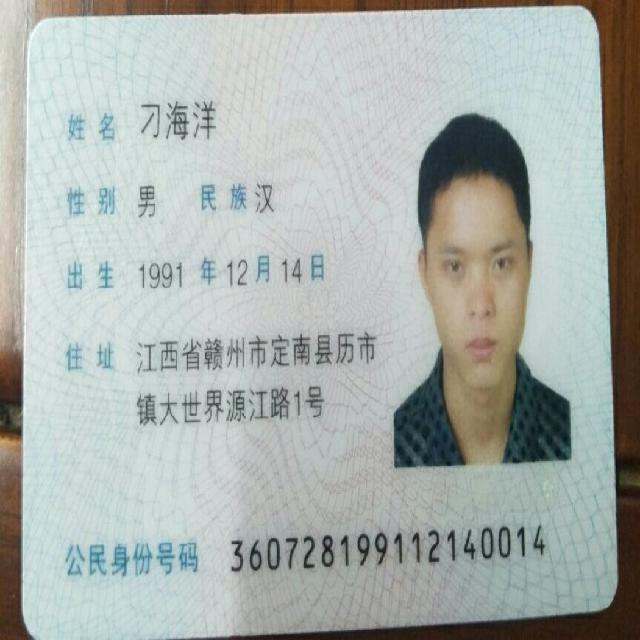 姓名 刁海洋
性别 男 民族 汉
出生 1991 年 12 月 14 日
住址 江西省赣州市定南县历市
镇大世界源江路1号
公民身份号码 360728199112140014